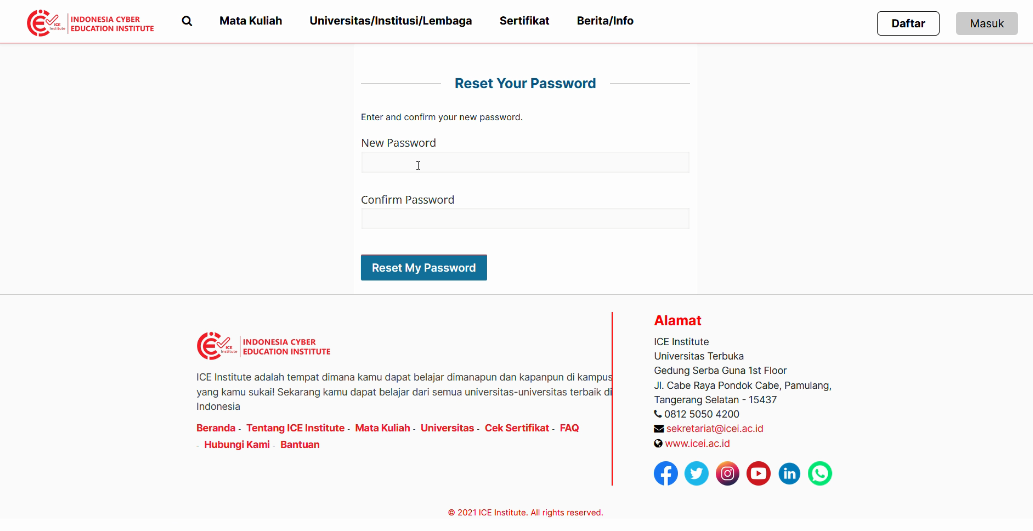 ICE
Institute
INDONESIA CYBER
EDUCATION INSTITUTE
Mata Kuliah
Universitas/Institusi/Lembaga
Sertifikat
Berita/Info
Daftar
Masuk
Reset Your Password
Enter and confirm your new password.
New Password
Confirm Password
Reset My Password
ICE
Institute
INDONESIA CYBER
EDUCATION INSTITUTE
ICE Institute adalah tempat dimana kamu dapat belajar dimanapun dan kapanpun di kampus
yang kamu sukai! Sekarang kamu dapat belajar dari semua universitas-universitas terbaik di
Indonesia
Beranda - Tentang ICE Institute - Mata Kuliah - Universitas - Cek Sertifikat - FAQ
- Hubungi Kami - Bantuan
Alamat
ICE Institute
Universitas Terbuka
Gedung Serba Guna 1st Floor
Jl. Cabe Raya Pondok Cabe, Pamulang,
Tangerang Selatan - 15437
0812 5050 4200
sekretariat@icei.ac.id
www.icei.ac.id
© 2021 ICE Institute. All rights reserved.